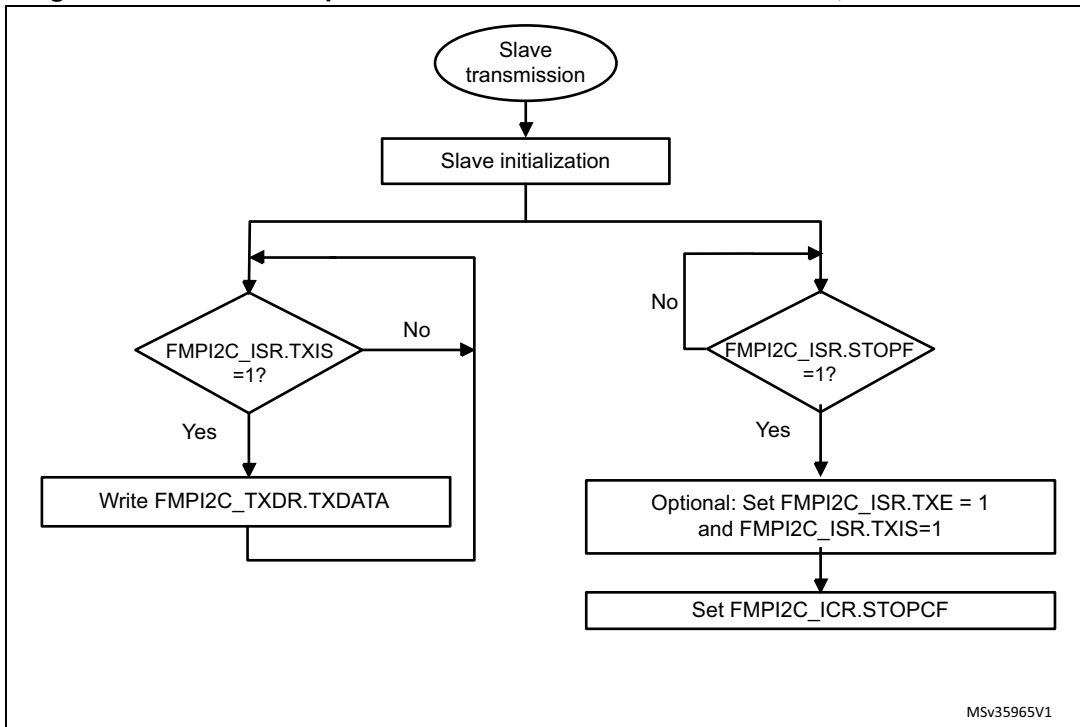 Slave
transmission
Slave initialization
FMPI2C_ISR.TXIS
=1?
No
Yes
Write FMPI2C_TXDR.TXDATA
No
FMPI2C_ISR.STOPF
=1?
Yes
Optional: Set FMPI2C_ISR.TXE = 1
and FMPI2C_ISR.TXIS=1
Set FMPI2C_ICR.STOPCF
MSv35965V1